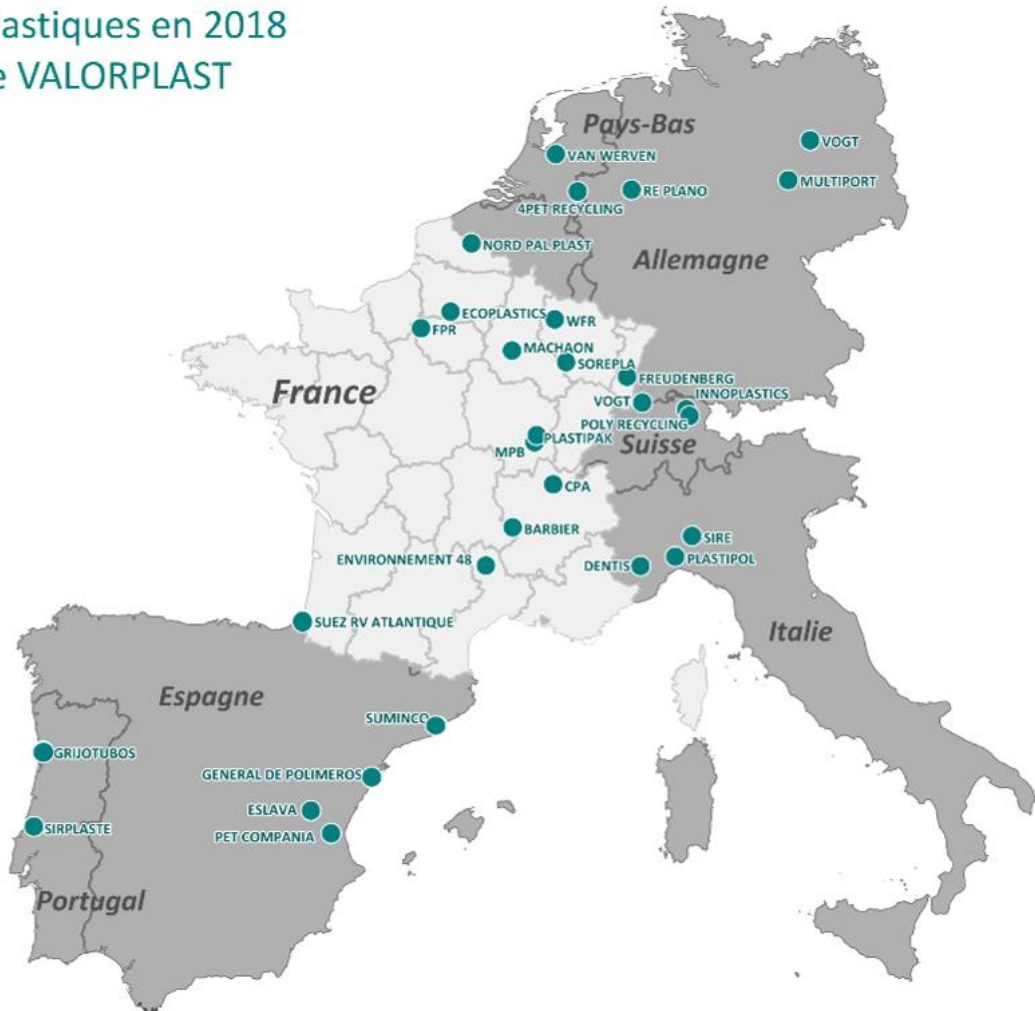 astiques en 2018
e VALORPLAST
Pays-Bas
VOGT
VAN WERVEN
MULTIPORT
RE PLANO
4PET RECYCLING
NORD PAL PLAST
Allemagne
ECOPLASTICS
WFR
FPR
MACHAON
SOREPLA
FREUDENBERG
France
INNOPLASTICS
VOGT
POLY RECYCLING
PLASTIPAK
Suisse
MPB
CPA
BARBIER
SIRE
ENVIRONNEMENT 48
PLASTIPOL
DENTIS
SUEZ RV ATLANTIQUE
Italie
Espagne
SUMINCO
GRIJOTUBOS
GENERAL DE POLIMEROS
ESLAVA
SIRPLASTE
PET COMPANIA
Portugal